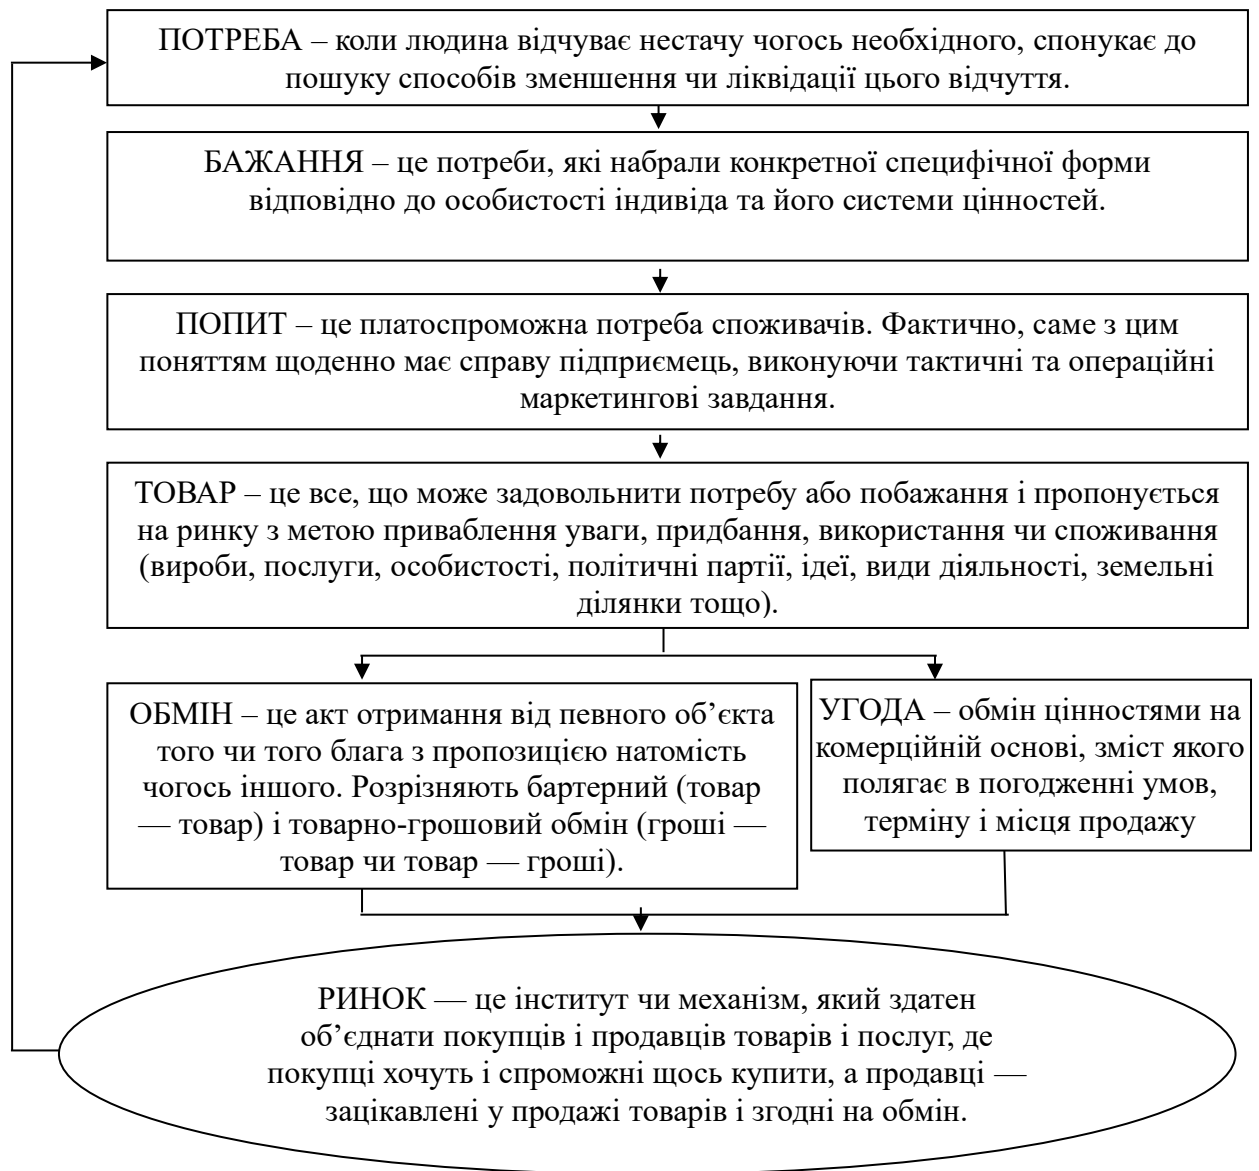 ПОТРЕБА – коли людина відчуває нестачу чогось необхідного, спонукає до
пошуку способів зменшення чи ліквідації цього відчуття.
БАЖАННЯ – це потреби, які набрали конкретної специфічної форми
відповідно до особистості індивіда та його системи цінностей.
ПОПИТ – це платоспроможна потреба споживачів. Фактично, саме з цим
поняттям щоденно має справу підприємець, виконуючи тактичні та операційні
маркетингові завдання.
ТОВАР – це все, що може задовольнити потребу або побажання і пропонується
на ринку з метою приваблення уваги, придбання, використання чи споживання
(вироби, послуги, особистості, політичні партії, ідеї, види діяльності, земельні
ділянки тощо).
ОБМІН – це акт отримання від певного об’єкта
того чи того блага з пропозицією натомість
чогось іншого. Розрізняють бартерний (товар
— товар) і товарно-грошовий обмін (гроші —
товар чи товар — гроші).
УГОДА – обмін цінностями на
комерційній основі, зміст якого
полягає в погодженні умов,
терміну і місця продажу
РИНОК — це інститут чи механізм, який здатен
об’єднати покупців і продавців товарів і послуг, де
покупці хочуть і спроможні щось купити, а продавці —
зацікавлені у продажі товарів і згодні на обмін.